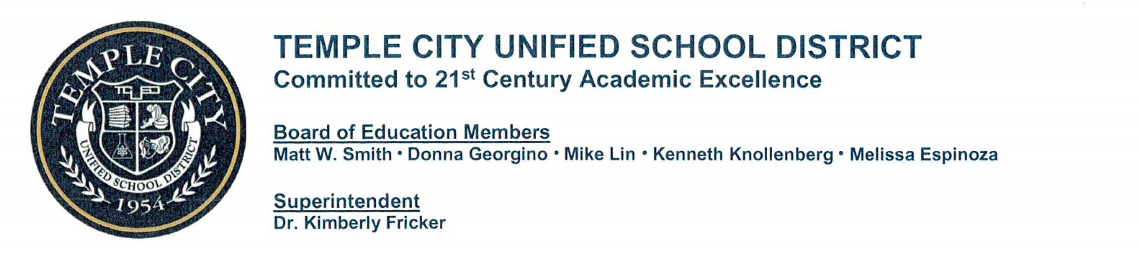 TEMPLE CITY
TCUSD
UNIFIED SCHOOL DISTRICT
1954
TEMPLE CITY UNIFIED SCHOOL DISTRICT
Committed to 21st Century Academic Excellence
Board of Education Members
Matt W. Smith • Donna Georgino • Mike Lin • Kenneth Knollenberg • Melissa Espinoza
Superintendent
Dr. Kimberly Fricker